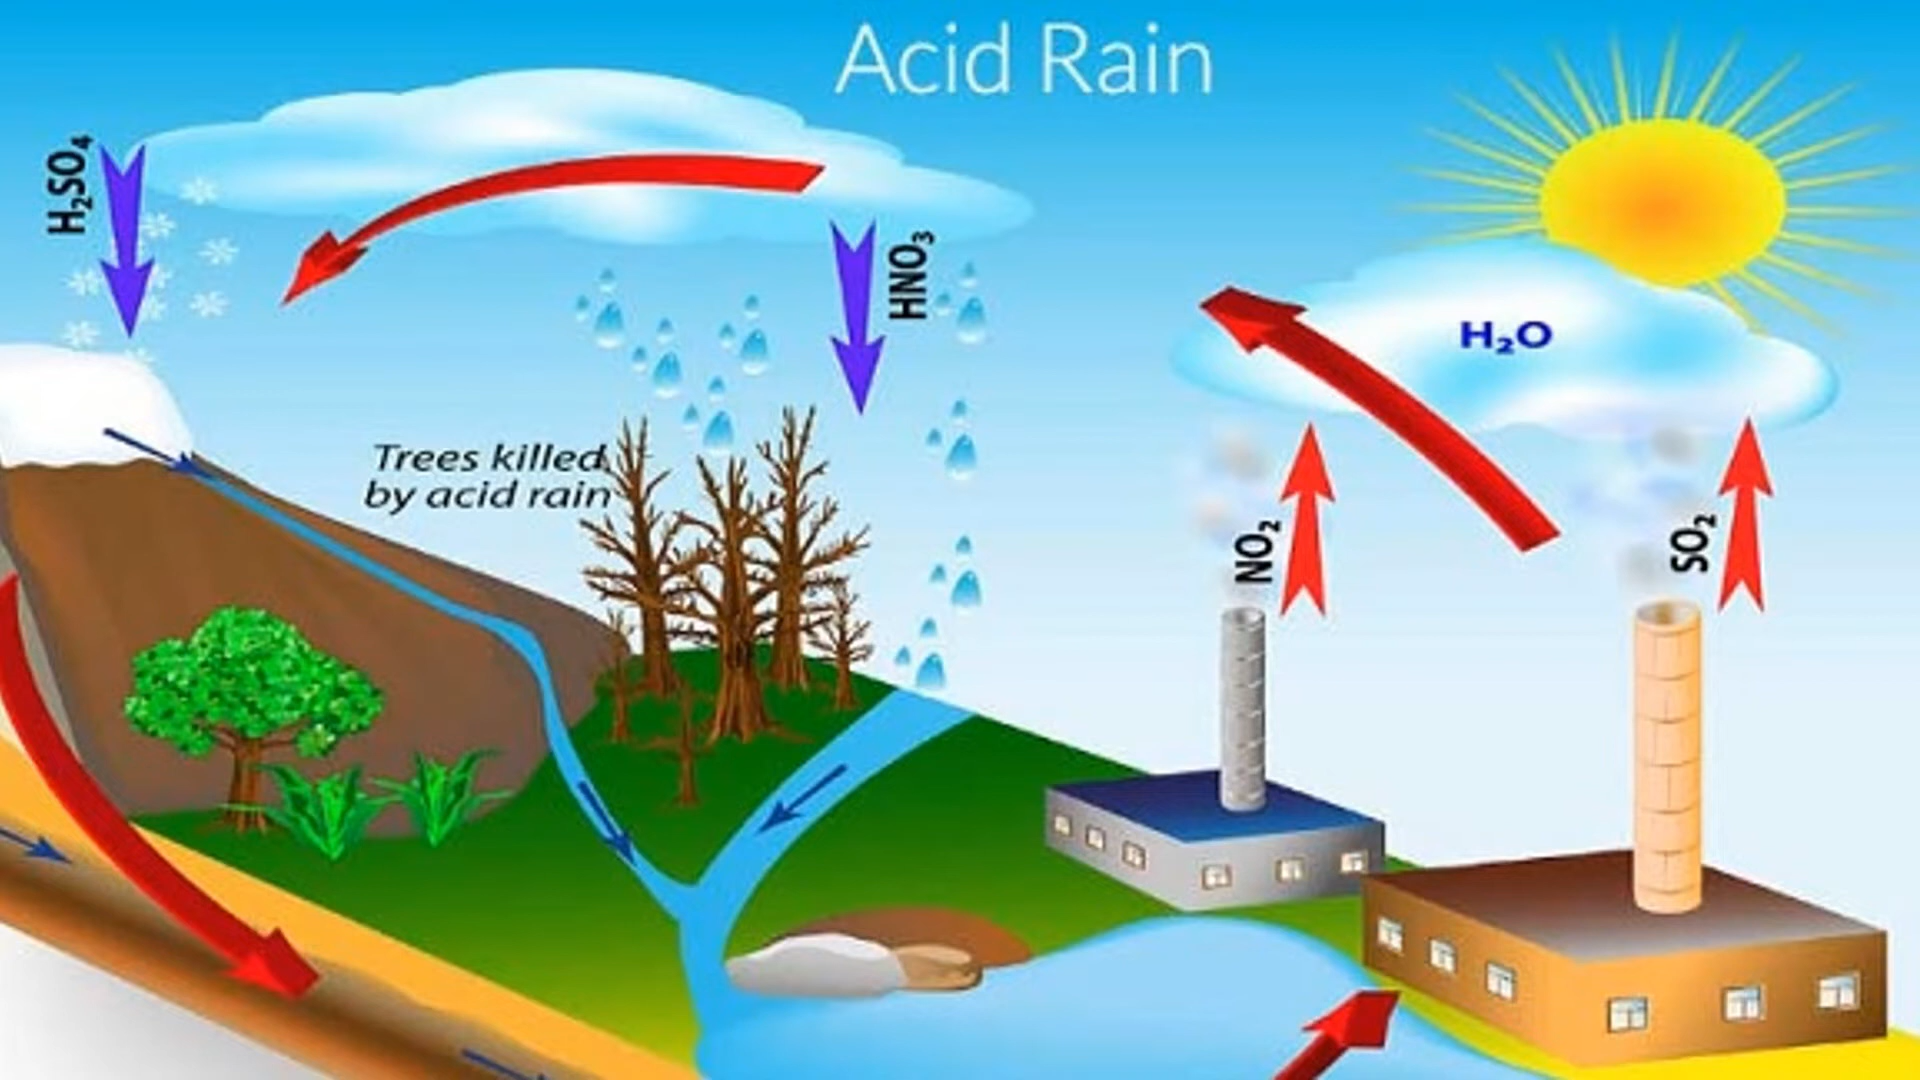 Acid Rain
H₂SO₄
HNO₃
H₂O
Trees killed
by acid rain
NO₂
SO₂